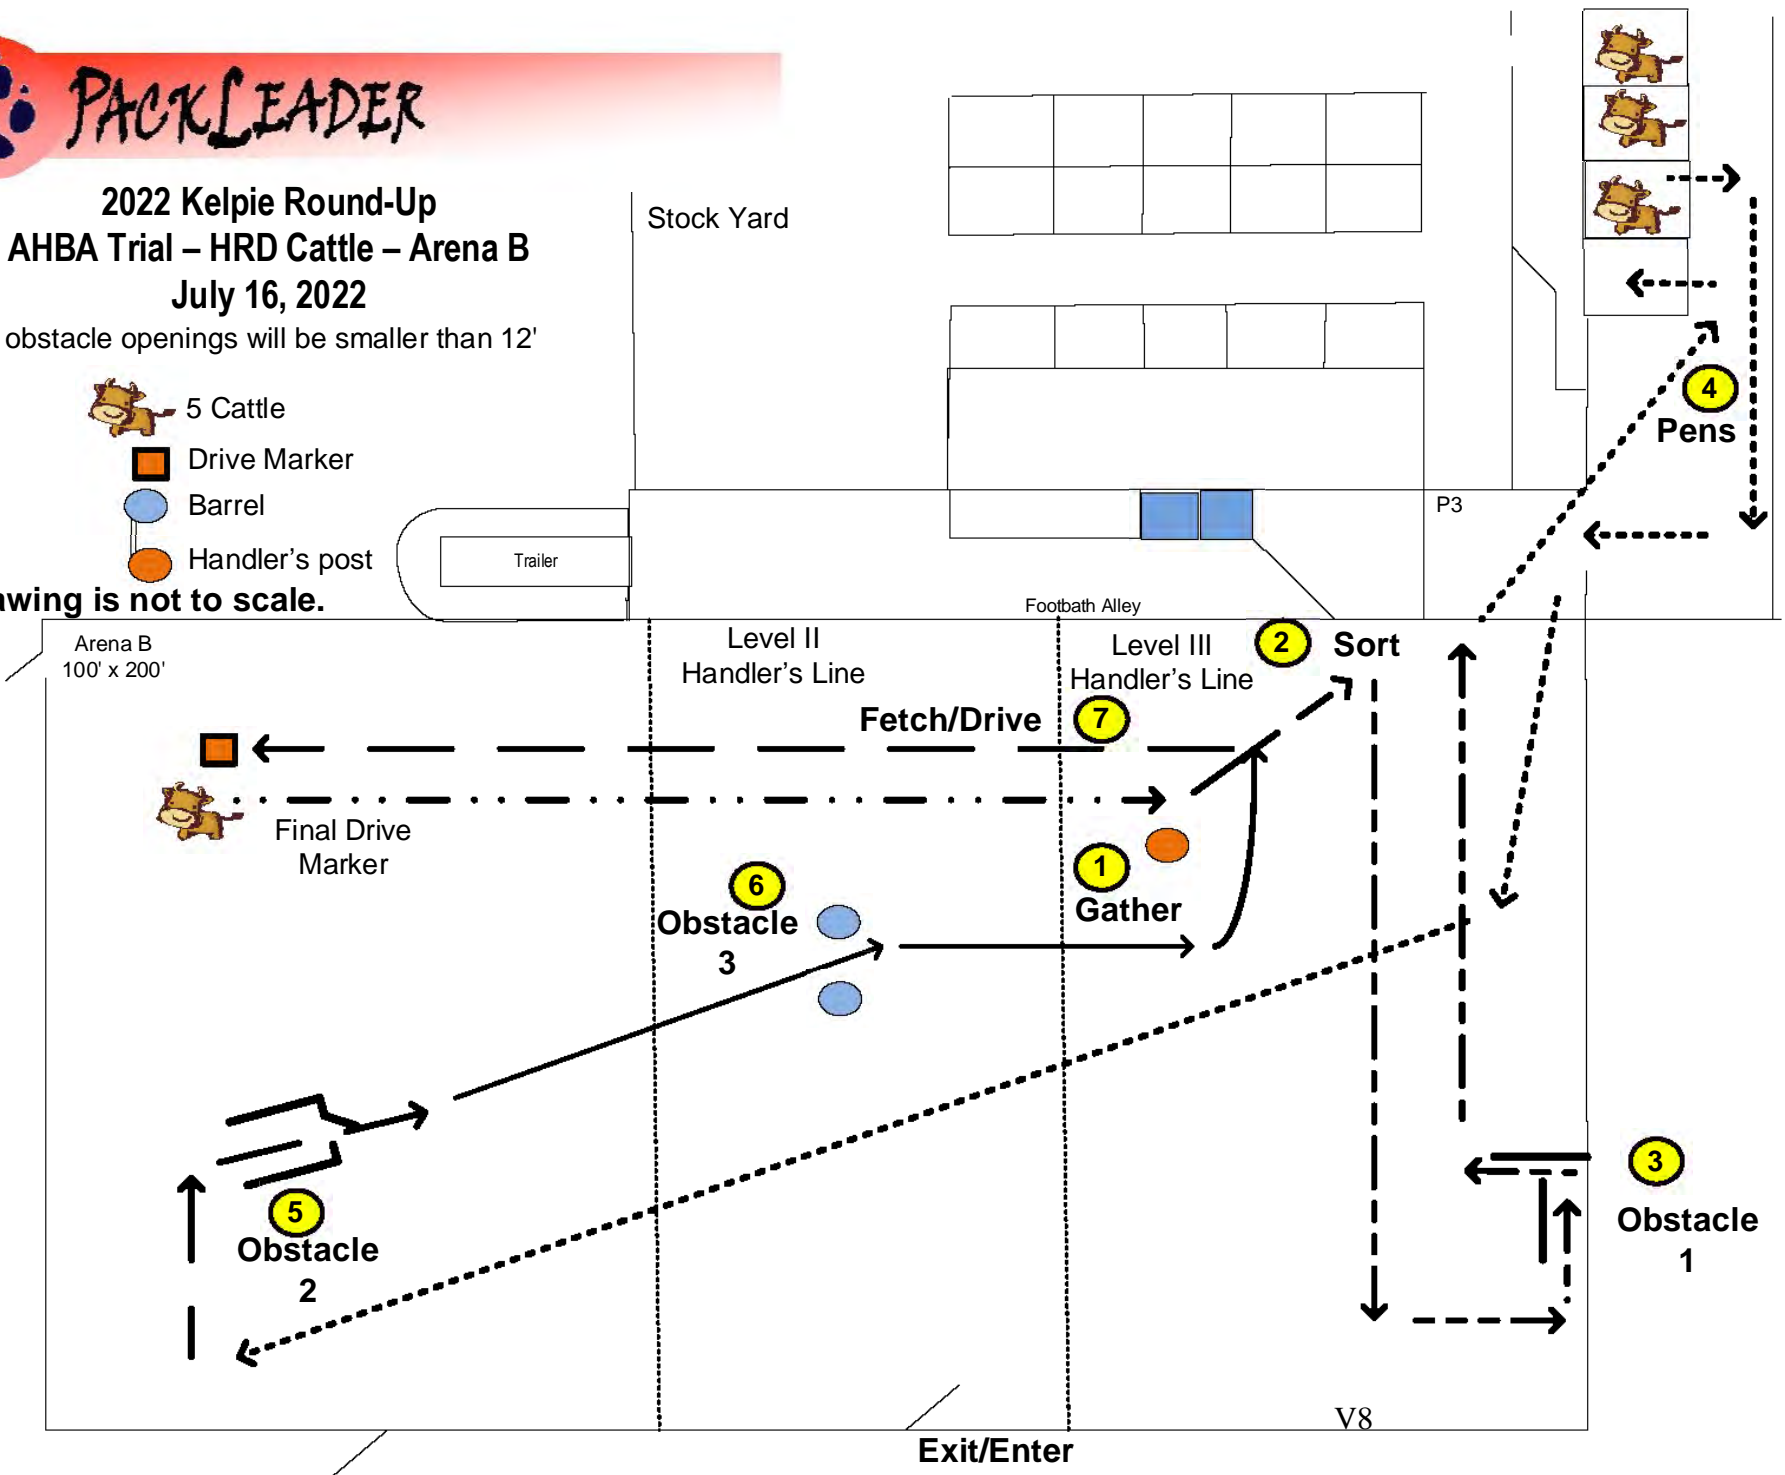 PACKLEADER
2022 Kelpie Round-Up
AHBA Trial – HRD Cattle – Arena B
July 16, 2022
obstacle openings will be smaller than 12'
5 Cattle
Drive Marker
Barrel
Handler's post
awing is not to scale.
Stock Yard
Trailer
P3
4
Pens
Footbath Alley
Arena B
100' x 200'
Level II
Handler's Line
Level III
Handler's Line
2
Sort
Fetch/Drive
7
Final Drive
Marker
1
Gather
6
Obstacle
3
5
Obstacle
2
3
Obstacle
1
V8
Exit/Enter